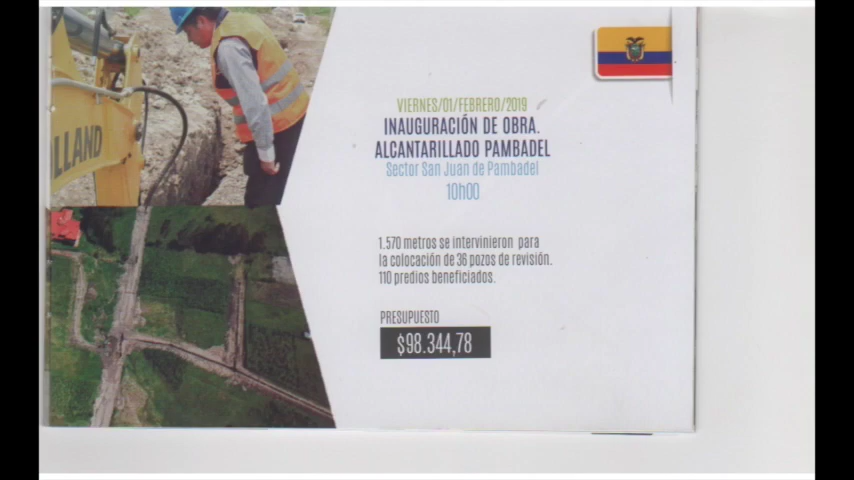 LLAND
VIERNES/01/FEBRERO/2019
INAUGURACIÓN DE OBRA.
ALCANTARILLADO PAMBADEL
Sector San Juan de Pambadel
10h00
1.570 metros se intervinieron para
la colocación de 36 pozos de revisión.
110 predios beneficiados.
PRESUPUESTO
$98.344,78